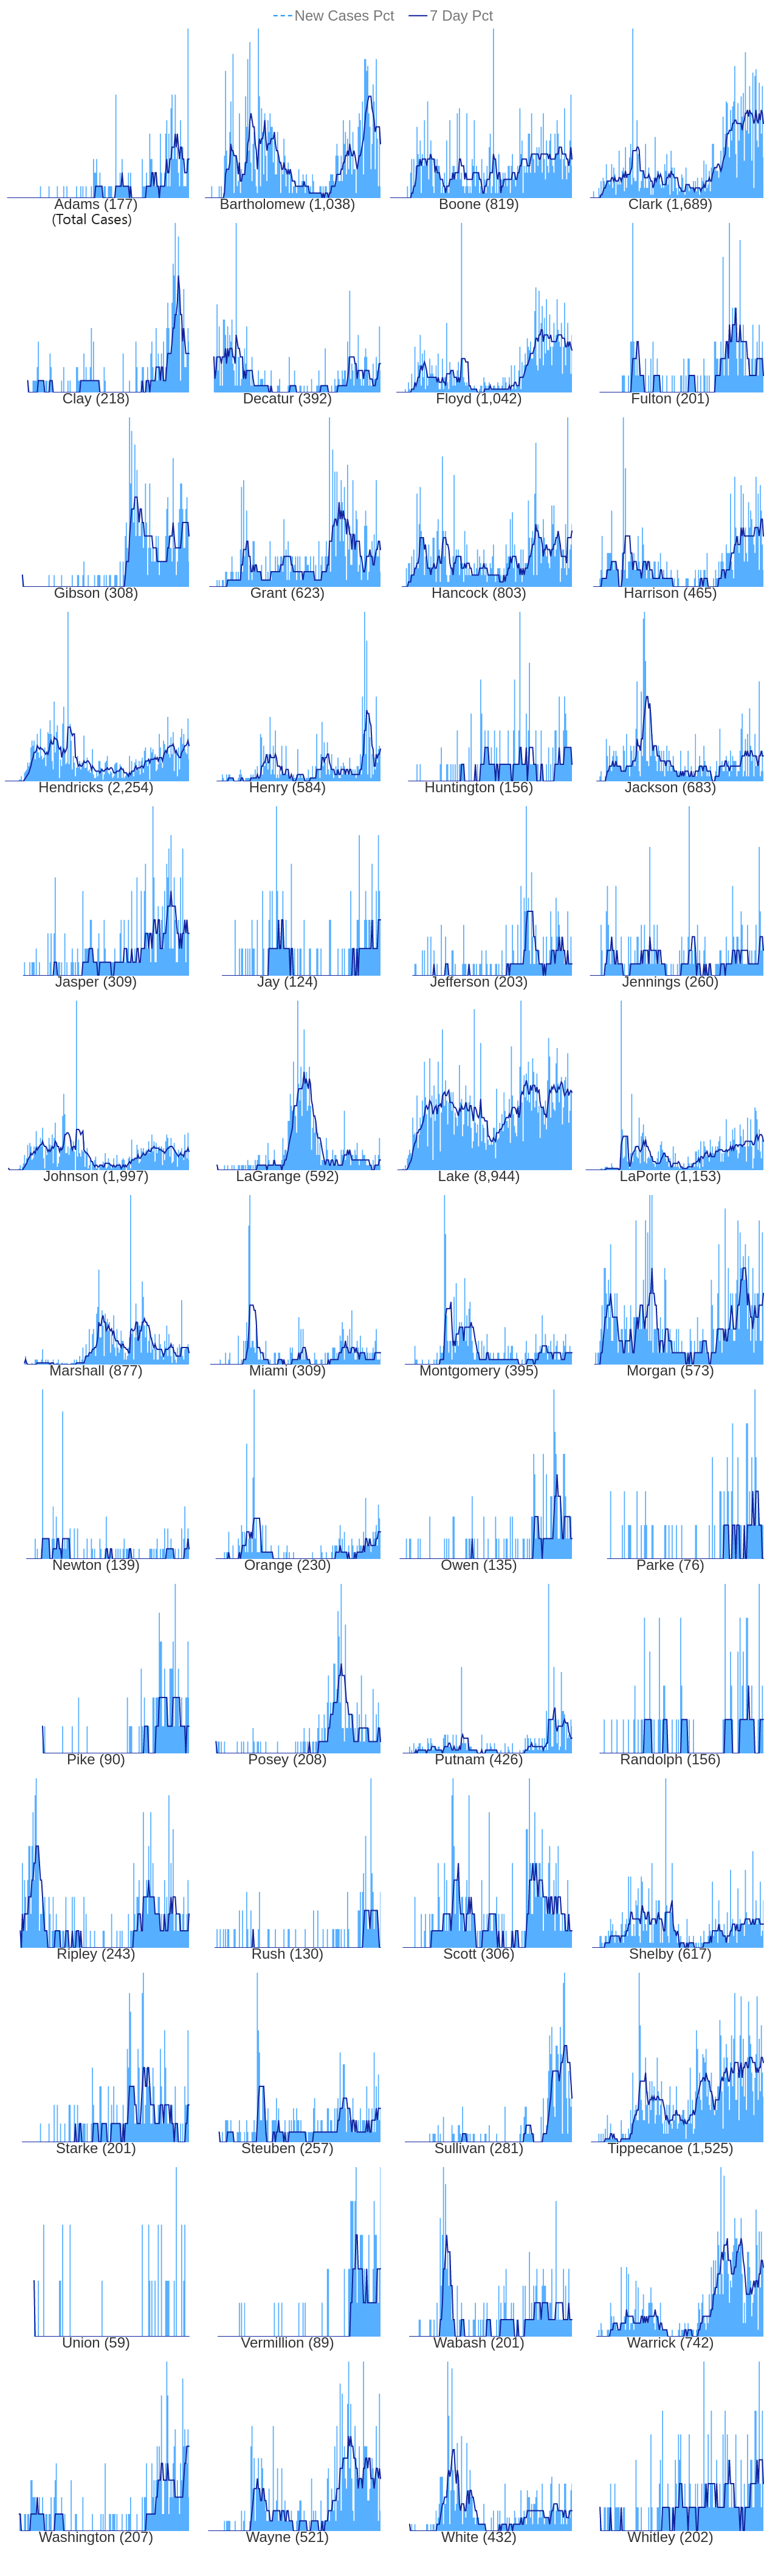 New Cases Pct 7 Day Pct
Adams (177) Bartholomew (1,038) Boone (819) Clark (1,689)
(Total Cases)
Clay (218) Decatur (392) Floyd (1,042) Fulton (201)
Gibson (308) Grant (623) Hancock (803) Harrison (465)
Hendricks (2,254) Henry (584) Huntington (156) Jackson (683)
Jasper (309) Jay (124) Jefferson (203) Jennings (260)
Johnson (1,997) LaGrange (592) Lake (8,944) LaPorte (1,153)
Marshall (877) Miami (309) Montgomery (395) Morgan (573)
Newton (139) Orange (230) Owen (135) Parke (76)
Pike (90) Posey (208) Putnam (426) Randolph (156)
Ripley (243) Rush (130) Scott (306) Shelby (617)
Starke (201) Steuben (257) Sullivan (281) Tippecanoe (1,525)
Union (59) Vermillion (89) Wabash (201) Warrick (742)
Washington (207) Wayne (521) White (432) Whitley (202)